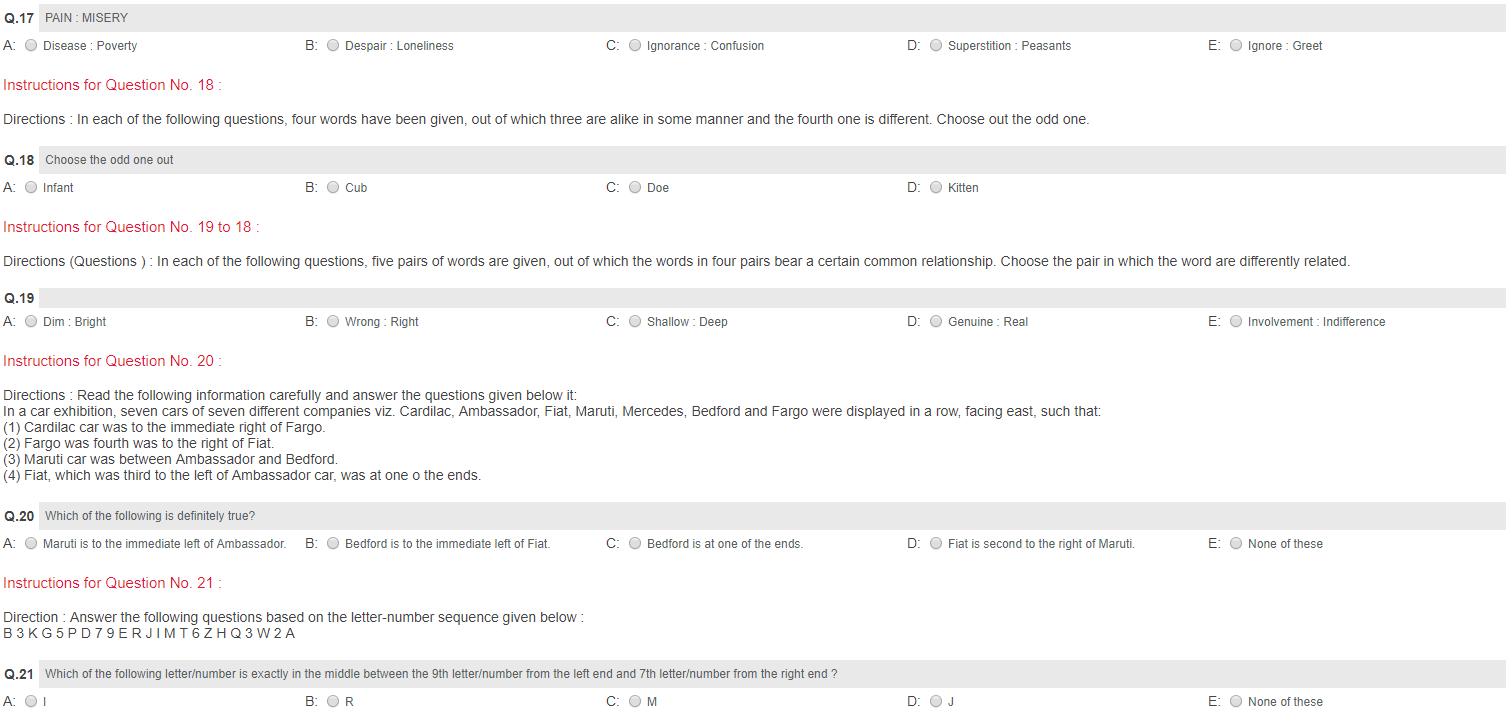 Q.17 PAIN : MISERY
A: Disease : Poverty B: Despair : Loneliness C: Ignorance : Confusion D: Superstition : Peasants E: Ignore : Greet
Instructions for Question No. 18 :
Directions : In each of the following questions, four words have been given, out of which three are alike in some manner and the fourth one is different. Choose out the odd one.
Q.18 Choose the odd one out
A: Infant B: Cub C: Doe D: Kitten
Instructions for Question No. 19 to 18 :
Directions (Questions ) : In each of the following questions, five pairs of words are given, out of which the words in four pairs bear a certain common relationship. Choose the pair in which the word are differently related.
Q.19
A: Dim : Bright B: Wrong : Right C: Shallow : Deep D: Genuine : Real E: Involvement : Indifference
Instructions for Question No. 20 :
Directions : Read the following information carefully and answer the questions given below it:
In a car exhibition, seven cars of seven different companies viz. Cardilac, Ambassador, Fiat, Maruti, Mercedes, Bedford and Fargo were displayed in a row, facing east, such that:
(1) Cardilac car was to the immediate right of Fargo.
(2) Fargo was fourth was to the right of Fiat.
(3) Maruti car was between Ambassador and Bedford.
(4) Fiat, which was third to the left of Ambassador car, was at one o the ends.
Q.20 Which of the following is definitely true?
A: Maruti is to the immediate left of Ambassador. B: Bedford is to the immediate left of Fiat. C: Bedford is at one of the ends. D: Fiat is second to the right of Maruti. E: None of these
Instructions for Question No. 21 :
Direction : Answer the following questions based on the letter-number sequence given below :
B 3 K G 5 P D 7 9 E R J I M T 6 Z H Q 3 W 2 A
Q.21 Which of the following letter/number is exactly in the middle between the 9th letter/number from the left end and 7th letter/number from the right end ?
A: I B: R C: M D: J E: None of these